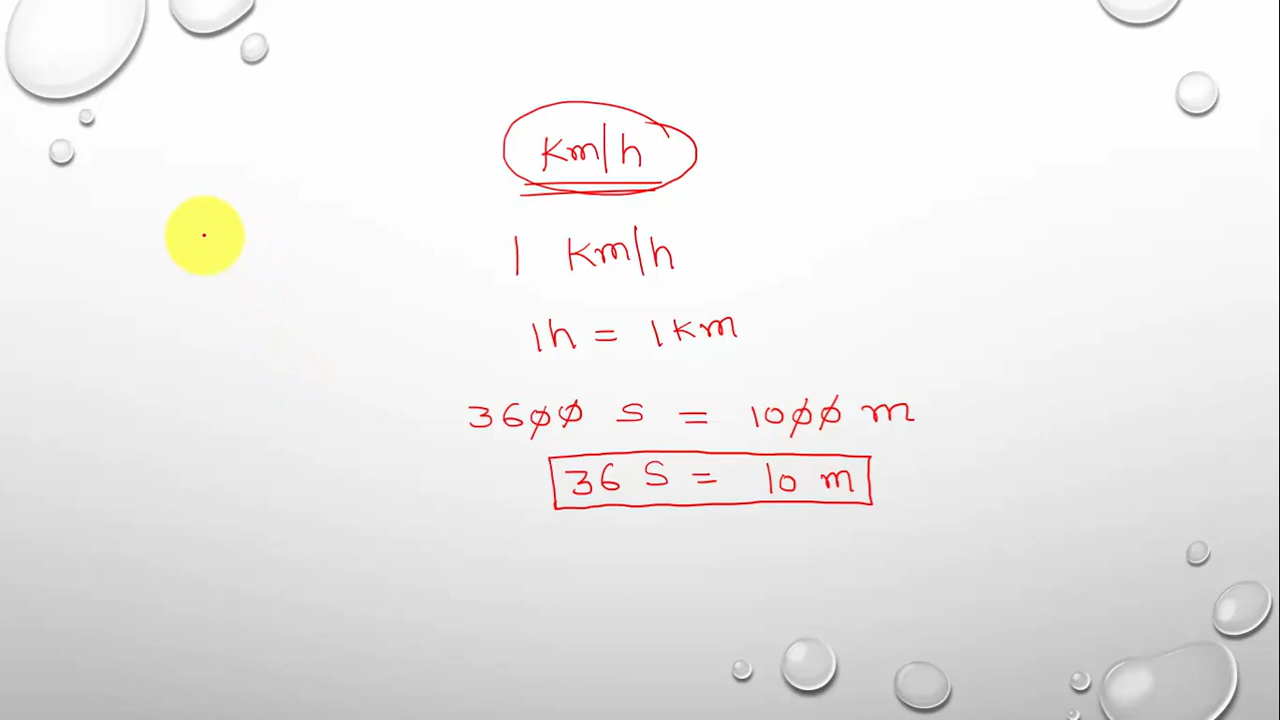 km/h
1 km/h
1h = 1km
3600 s = 1000 m
36 s = 10 m